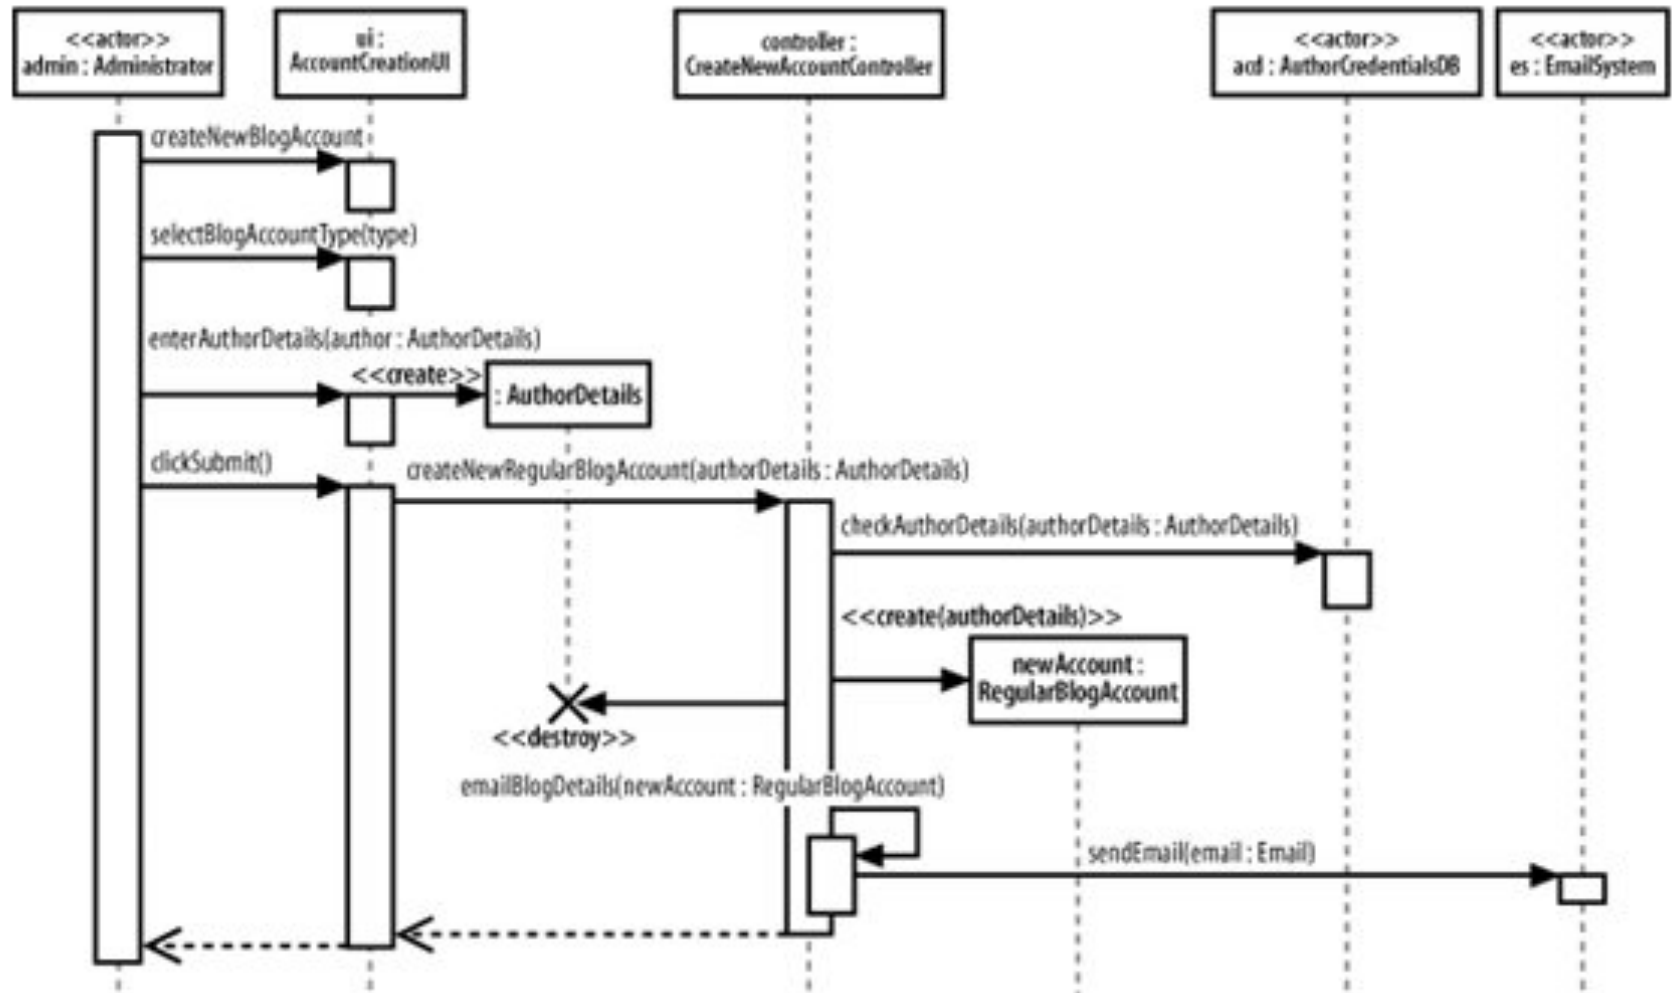 <<actor>>
admin : Administrator
ui :
AccountCreationUI
controller :
CreateNewAccountController
<<actor>>
acd : AuthorCredentialsDB
<<actor>>
es : EmailSystem
createNewBlogAccount
selectBlogAccountType(type)
enterAuthorDetails(author : AuthorDetails)
<<create>>
: AuthorDetails
clickSubmit()
createNewRegularBlogAccount(authorDetails : AuthorDetails)
checkAuthorDetails(authorDetails : AuthorDetails)
<<create(authorDetails)>>
newAccount :
RegularBlogAccount
<<destroy>>
emailBlogDetails(newAccount : RegularBlogAccount)
sendEmail(email : Email)